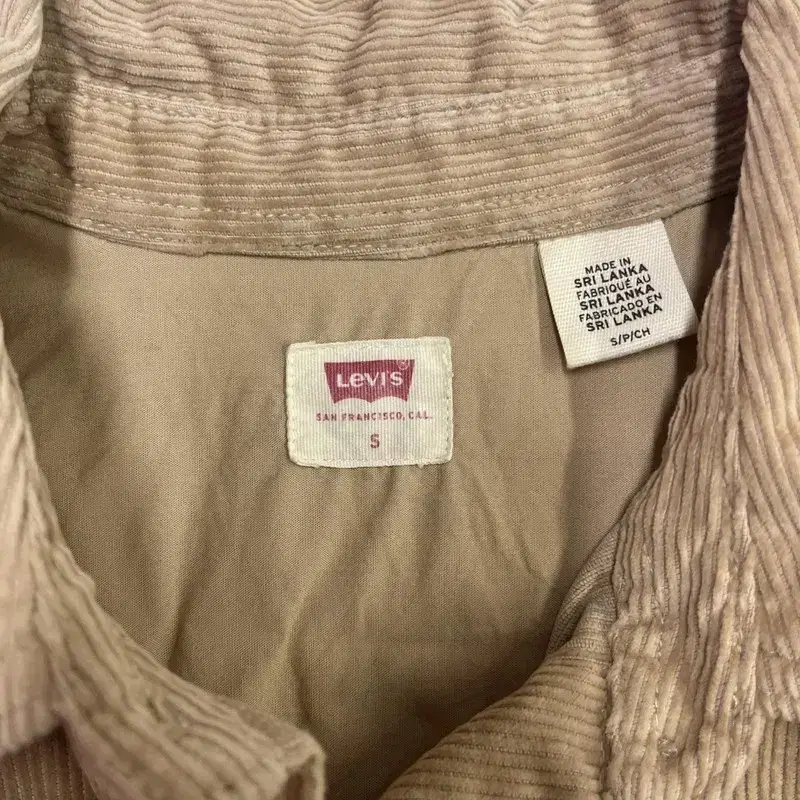 MADE IN
SRI LANKA
FABRIQUÉ AU
SRI LANKA
FABRICADO EN
SRI LANKA
S/P/CH
LEVI'S®
SAN FRANCISCO, CAL.
S